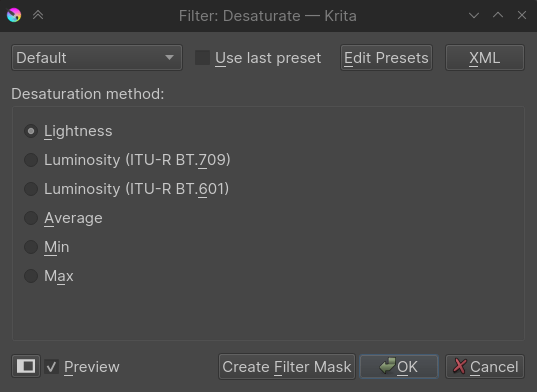 Filter: Desaturate — Krita
Default Use last preset Edit Presets XML
Desaturation method:
Lightness
Luminosity (ITU-R BT.709)
Luminosity (ITU-R BT.601)
Average
Min
Max
Preview Create Filter Mask OK Cancel